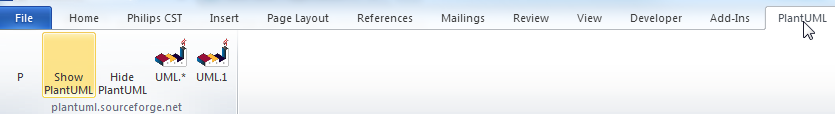 File Home Philips CST Insert Page Layout References Mailings Review View Developer Add-Ins PlantUML
P Show PlantUML Hide PlantUML UML.* UML.1
plantuml.sourceforge.net